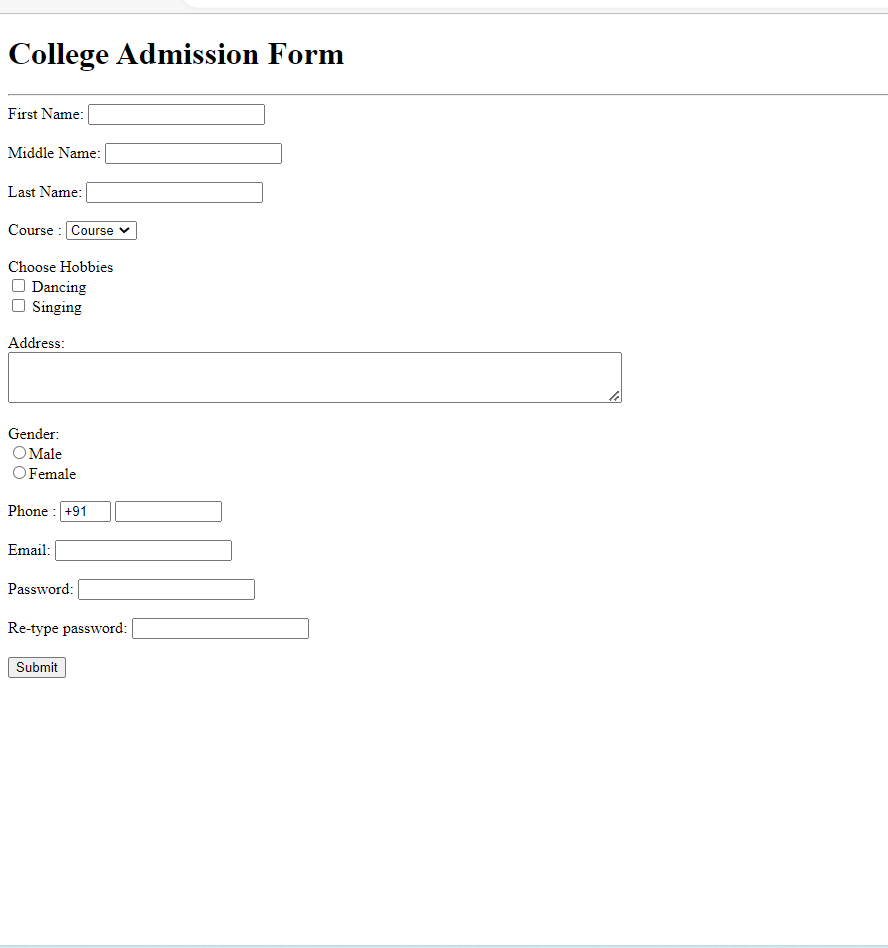 College Admission Form
First Name:
Middle Name:
Last Name:
Course : Course
Choose Hobbies
Dancing
Singing
Address:
Gender:
Male
Female
Phone : +91
Email:
Password:
Re-type password:
Submit